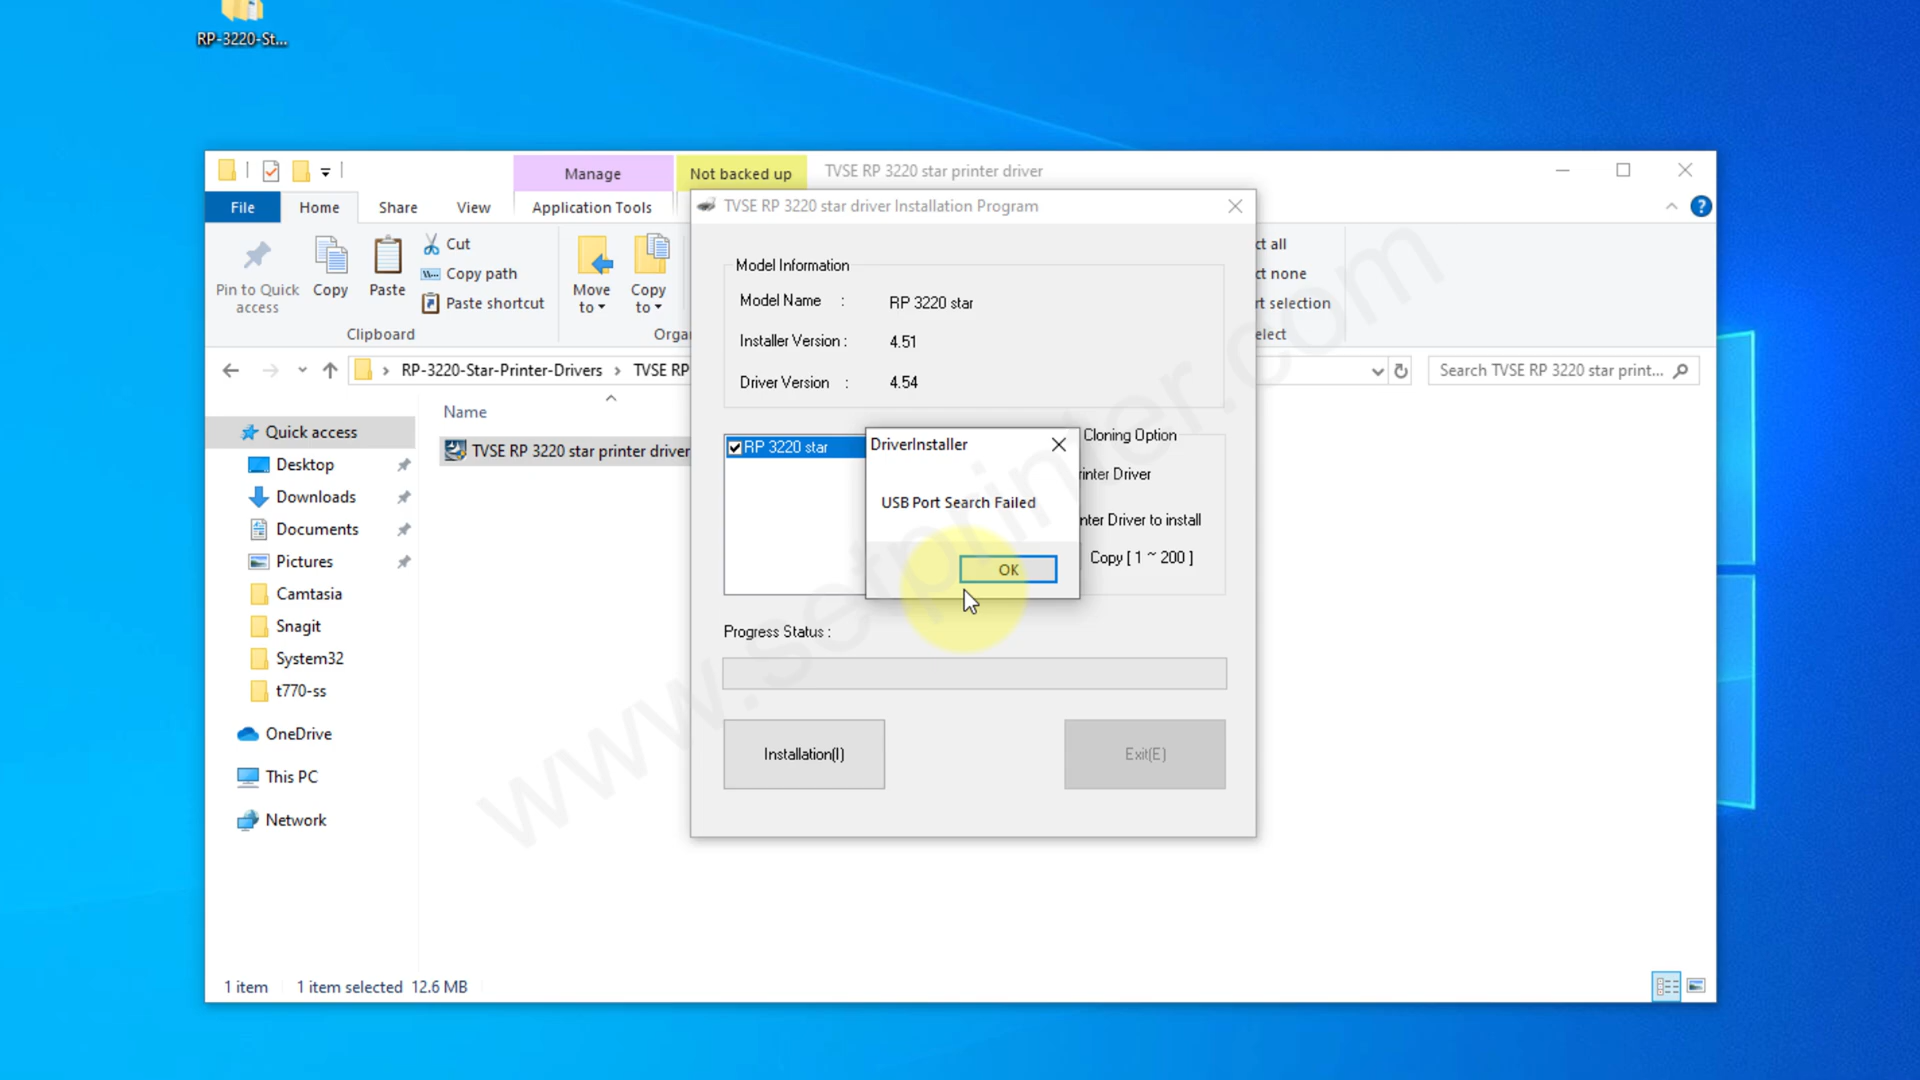 RP-3220-St...
Manage
Not backed up
TVSE RP 3220 star printer driver
File
Home
Share
View
Application Tools
TVSE RP 3220 star driver Installation Program
Pin to Quick
access
Copy
Paste
Cut
Copy path
Paste shortcut
Move
to
Copy
to
ct all
ct none
rt selection
Clipboard
Orga
elect
Model Information
Model Name :
RP 3220 star
Installer Version :
4.51
Driver Version :
4.54
RP-3220-Star-Printer-Drivers
TVSE RP
Search TVSE RP 3220 star print...
Name
Quick access
Desktop
Downloads
Documents
Pictures
Camtasia
Snagit
System32
t770-ss
OneDrive
This PC
Network
TVSE RP 3220 star printer driver
RP 3220 star
DriverInstaller
USB Port Search Failed
OK
Cloning Option
rinter Driver
nter Driver to install
Copy [ 1 ~ 200 ]
Progress Status :
Installation(I)
Exit(E)
1 item
1 item selected 12.6 MB
www.setprinter.com